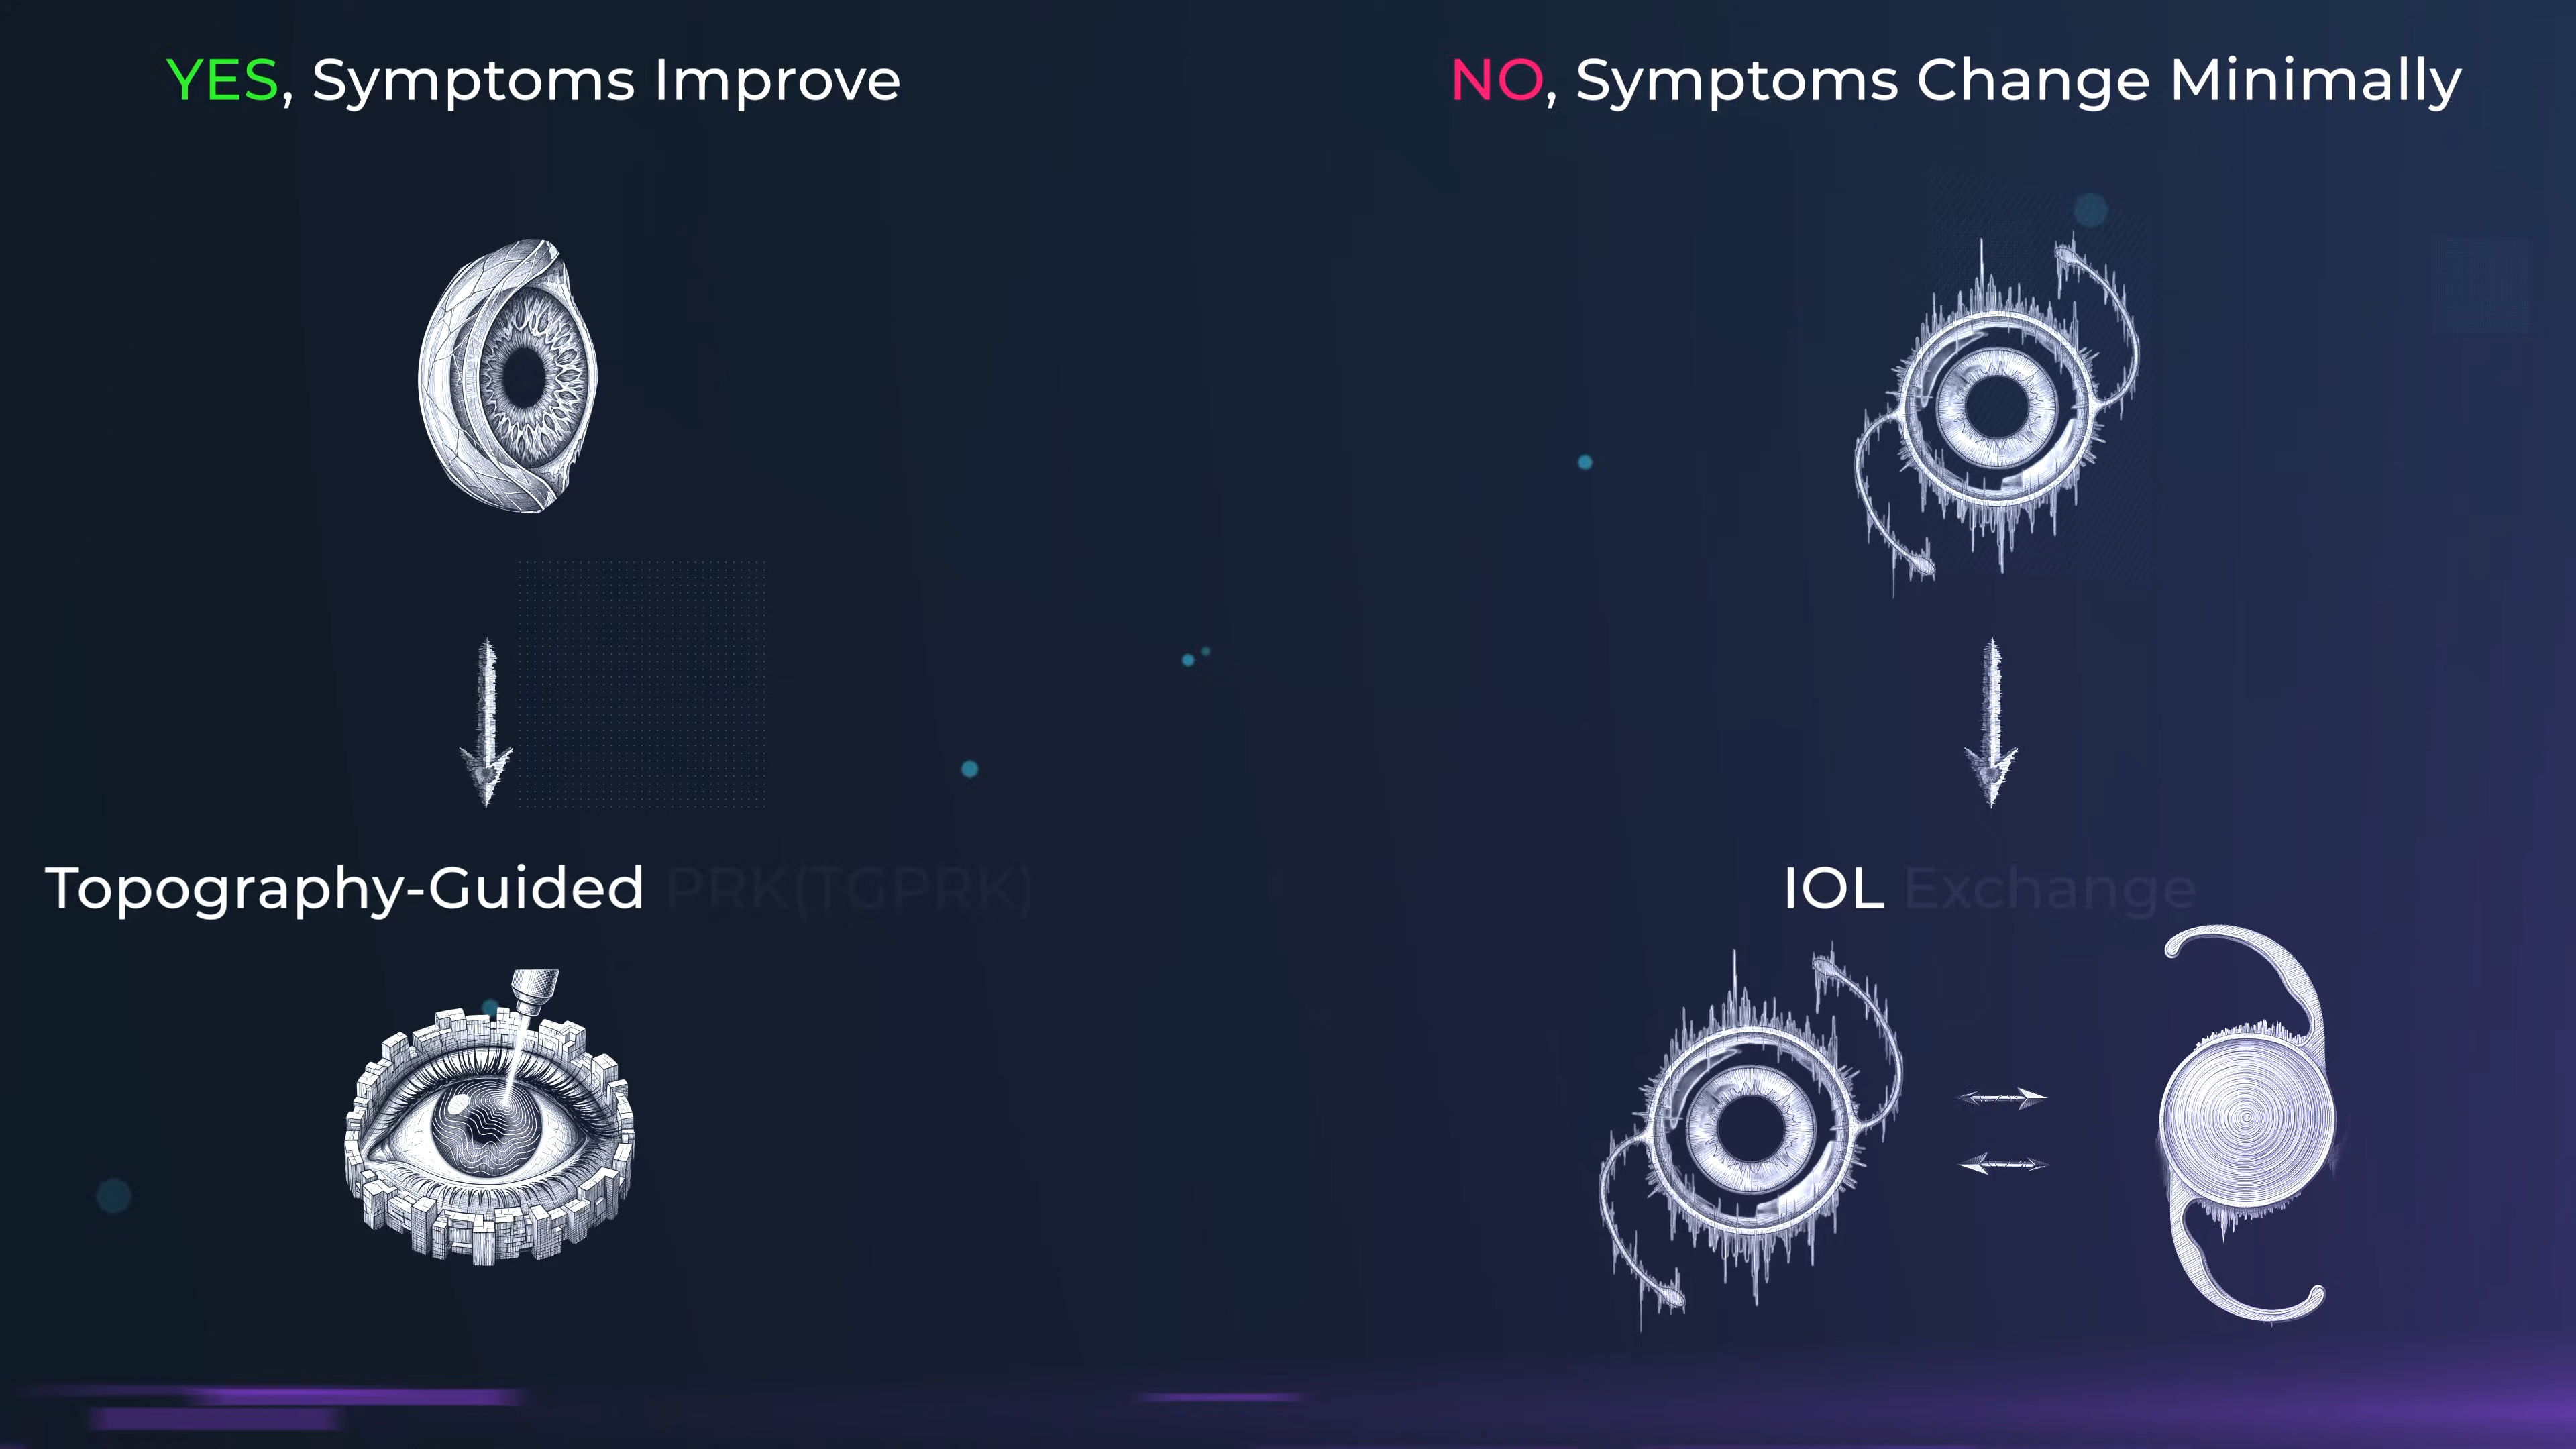 YES, Symptoms Improve
NO, Symptoms Change Minimally
Topography-Guided PRK(TGPRK)
IOL Exchange